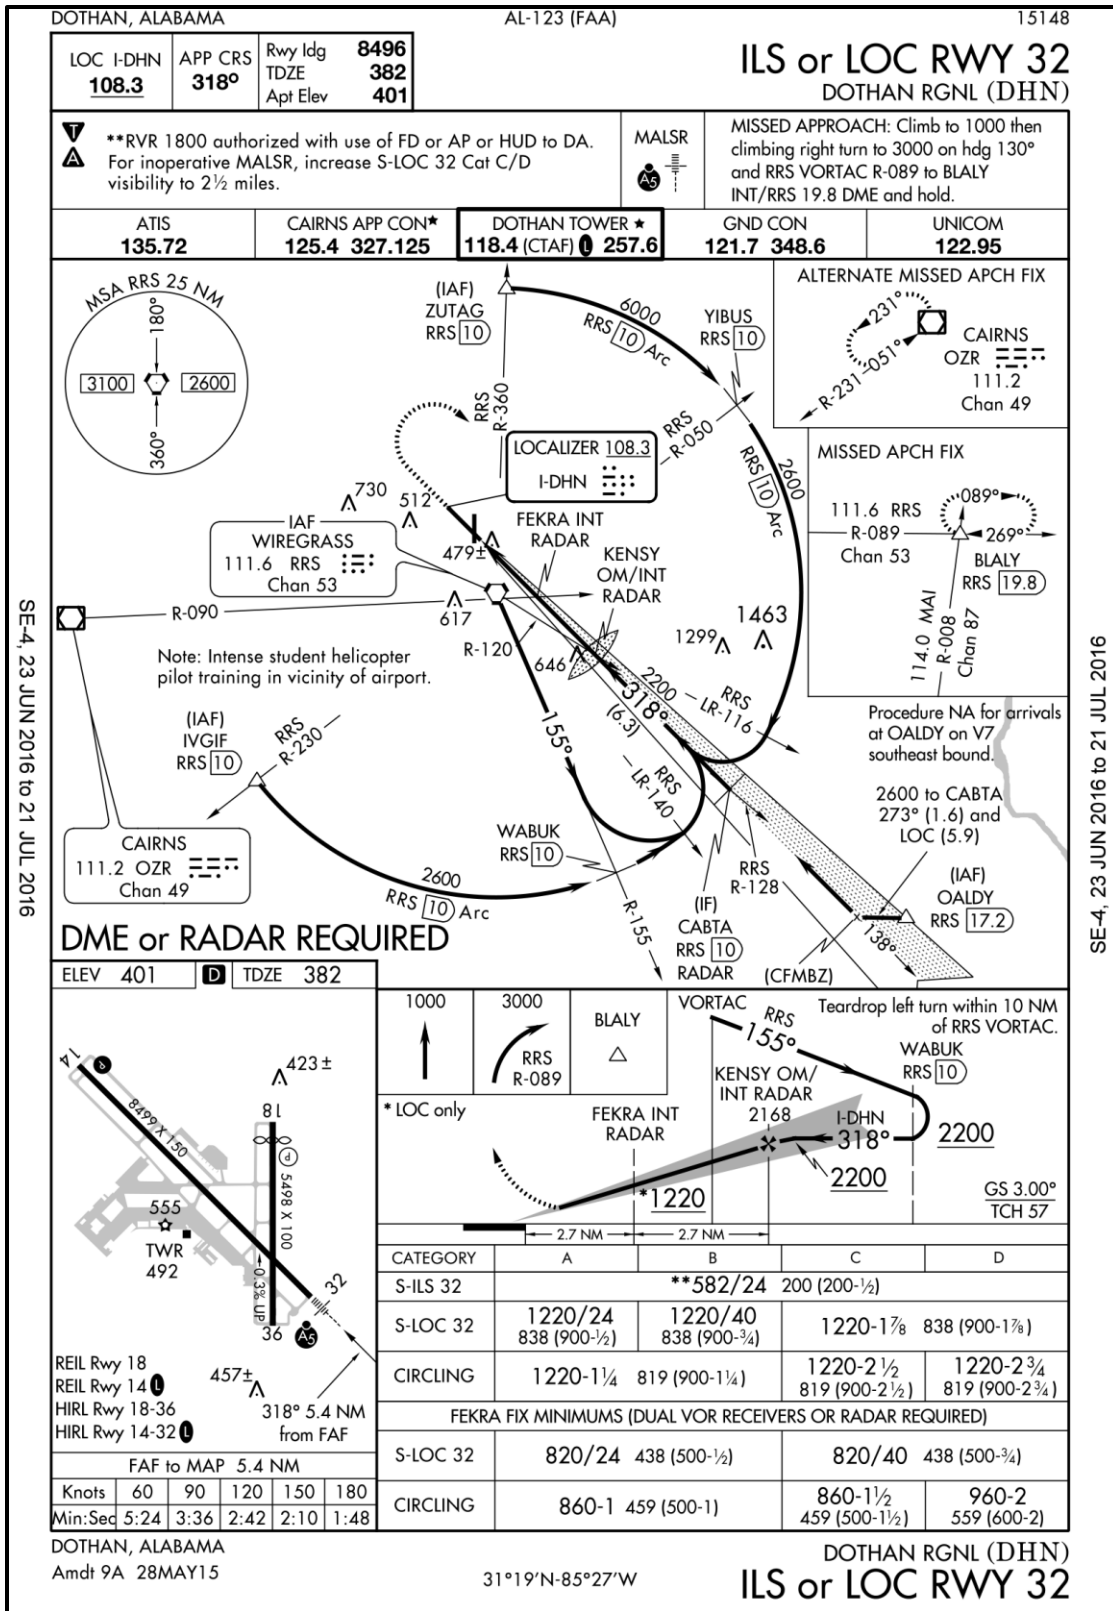 DOTHAN, ALABAMA
AL-123 (FAA)
15148
LOC I-DHN
108.3
APP CRS
318°
Rwy ldg 8496
TDZE 382
Apt Elev 401
ILS or LOC RWY 32
DOTHAN RGNL (DHN)
T
A
**RVR 1800 authorized with use of FD or AP or HUD to DA.
For inoperative MALSR, increase S-LOC 32 Cat C/D
visibility to 2½ miles.
MALSR
A5
MISSED APPROACH: Climb to 1000 then
climbing right turn to 3000 on hdg 130°
and RRS VORTAC R-089 to BLALY
INT/RRS 19.8 DME and hold.
ATIS
135.72
CAIRNS APP CON★
125.4 327.125
DOTHAN TOWER ★
118.4 (CTAF) L 257.6
GND CON
121.7 348.6
UNICOM
122.95
MSA RRS 25 NM
180°
3100
2600
360°
(IAF)
ZUTAG
RRS 10
6000
RRS 10 Arc
YIBUS
RRS 10
RRS
R-360
RRS
R-050
2600
RRS 10 Arc
ALTERNATE MISSED APCH FIX
231°
R-231
051°
CAIRNS
OZR
111.2
Chan 49
LOCALIZER 108.3
I-DHN
MISSED APCH FIX
111.6 RRS
R-089
Chan 53
089°
269°
BLALY
RRS 19.8
114.0 MAI
R-008
Chan 87
730
512
IAF
WIREGRASS
111.6 RRS
Chan 53
479±
FEKRA INT
RADAR
KENSY
OM/INT
RADAR
R-090
617
R-120
646
1299
1463
Note: Intense student helicopter
pilot training in vicinity of airport.
2200
318°
(6.3)
RRS
LR-116
155°
RRS
LR-140
(IAF)
IVGIF
RRS 10
RRS
R-230
Procedure NA for arrivals
at OALDY on V7
southeast bound.
2600 to CABTA
273° (1.6) and
LOC (5.9)
CAIRNS
111.2 OZR
Chan 49
2600
RRS 10 Arc
WABUK
RRS 10
R-155
(IF)
CABTA
RRS 10
RADAR
RRS
R-128
(IAF)
OALDY
RRS 17.2
138°
(CFMBZ)
DME or RADAR REQUIRED
SE-4, 23 JUN 2016 to 21 JUL 2016
SE-4, 23 JUN 2016 to 21 JUL 2016
ELEV 401
D
TDZE 382
14
P
423 ±
18
8499 X 150
P
5498 X 100
555
TWR
492
0.3% UP
32
36
A5
REIL Rwy 18
REIL Rwy 14 L
HIRL Rwy 18-36
HIRL Rwy 14-32 L
457±
318° 5.4 NM
from FAF
FAF to MAP 5.4 NM
Knots 60 90 120 150 180
Min:Sec 5:24 3:36 2:42 2:10 1:48
1000
3000
RRS
R-089
BLALY
VORTAC
RRS
155°
Teardrop left turn within 10 NM
of RRS VORTAC.
WABUK
RRS 10
* LOC only
FEKRA INT
RADAR
KENSY OM/
INT RADAR
2168
I-DHN
318°
2200
2200
*1220
GS 3.00°
TCH 57
2.7 NM
2.7 NM
CATEGORY A B C D
S-ILS 32 **582/24 200 (200-½)
S-LOC 32 1220/24 838 (900-½) 1220/40 838 (900-¾) 1220-1⅞ 838 (900-1⅞)
CIRCLING 1220-1¼ 819 (900-1¼) 1220-2½ 819 (900-2½) 1220-2¾ 819 (900-2¾)
FEKRA FIX MINIMUMS (DUAL VOR RECEIVERS OR RADAR REQUIRED)
S-LOC 32 820/24 438 (500-½) 820/40 438 (500-¾)
CIRCLING 860-1 459 (500-1) 860-1½ 459 (500-1½) 960-2 559 (600-2)
DOTHAN, ALABAMA
Amdt 9A 28MAY15
31°19'N-85°27'W
DOTHAN RGNL (DHN)
ILS or LOC RWY 32